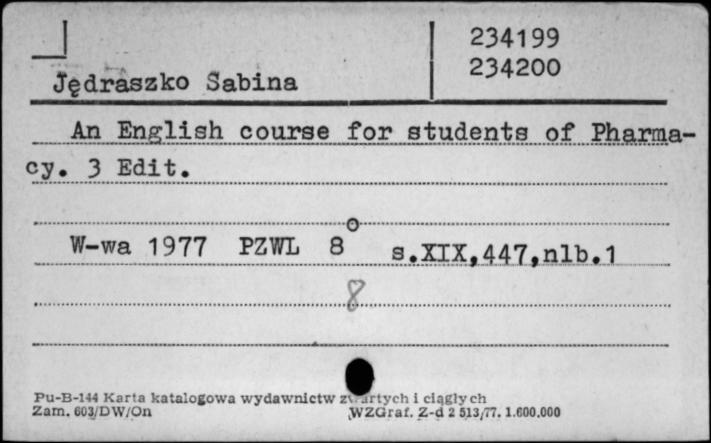 234199
234200
Jędraszko Sabina
An English course for students of Pharma-
cy. 3 Edit.
W-wa 1977 PZWL 8° s.XIX,447,nlb.1
8
Pu-B-144 Karta katalogowa wydawnictw zwartych i ciągłych
Zam. 603/DW/On WZGraf. Z-d 2 513/77. 1.600.000